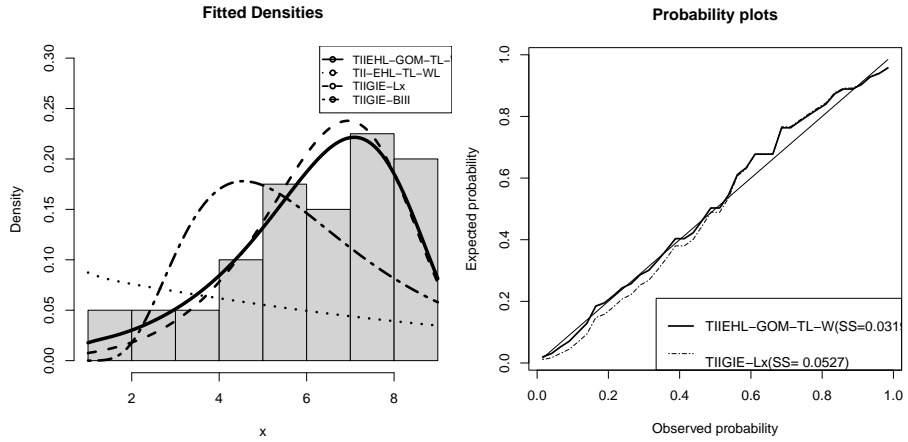 Fitted Densities
0.30
0.25
0.20
0.15
0.10
0.05
0.00
Density
2
4
6
8
x
TIIEHL−GOM−TL−
TII−EHL−TL−WL
TIIGIE−Lx
TIIGIE−BIII
Probability plots
1.0
0.8
0.6
0.4
0.2
0.0
Expected probability
0.0
0.2
0.4
0.6
0.8
1.0
Observed probability
TIIEHL−GOM−TL−W(SS=0.0319
TIIGIE−Lx(SS= 0.0527)